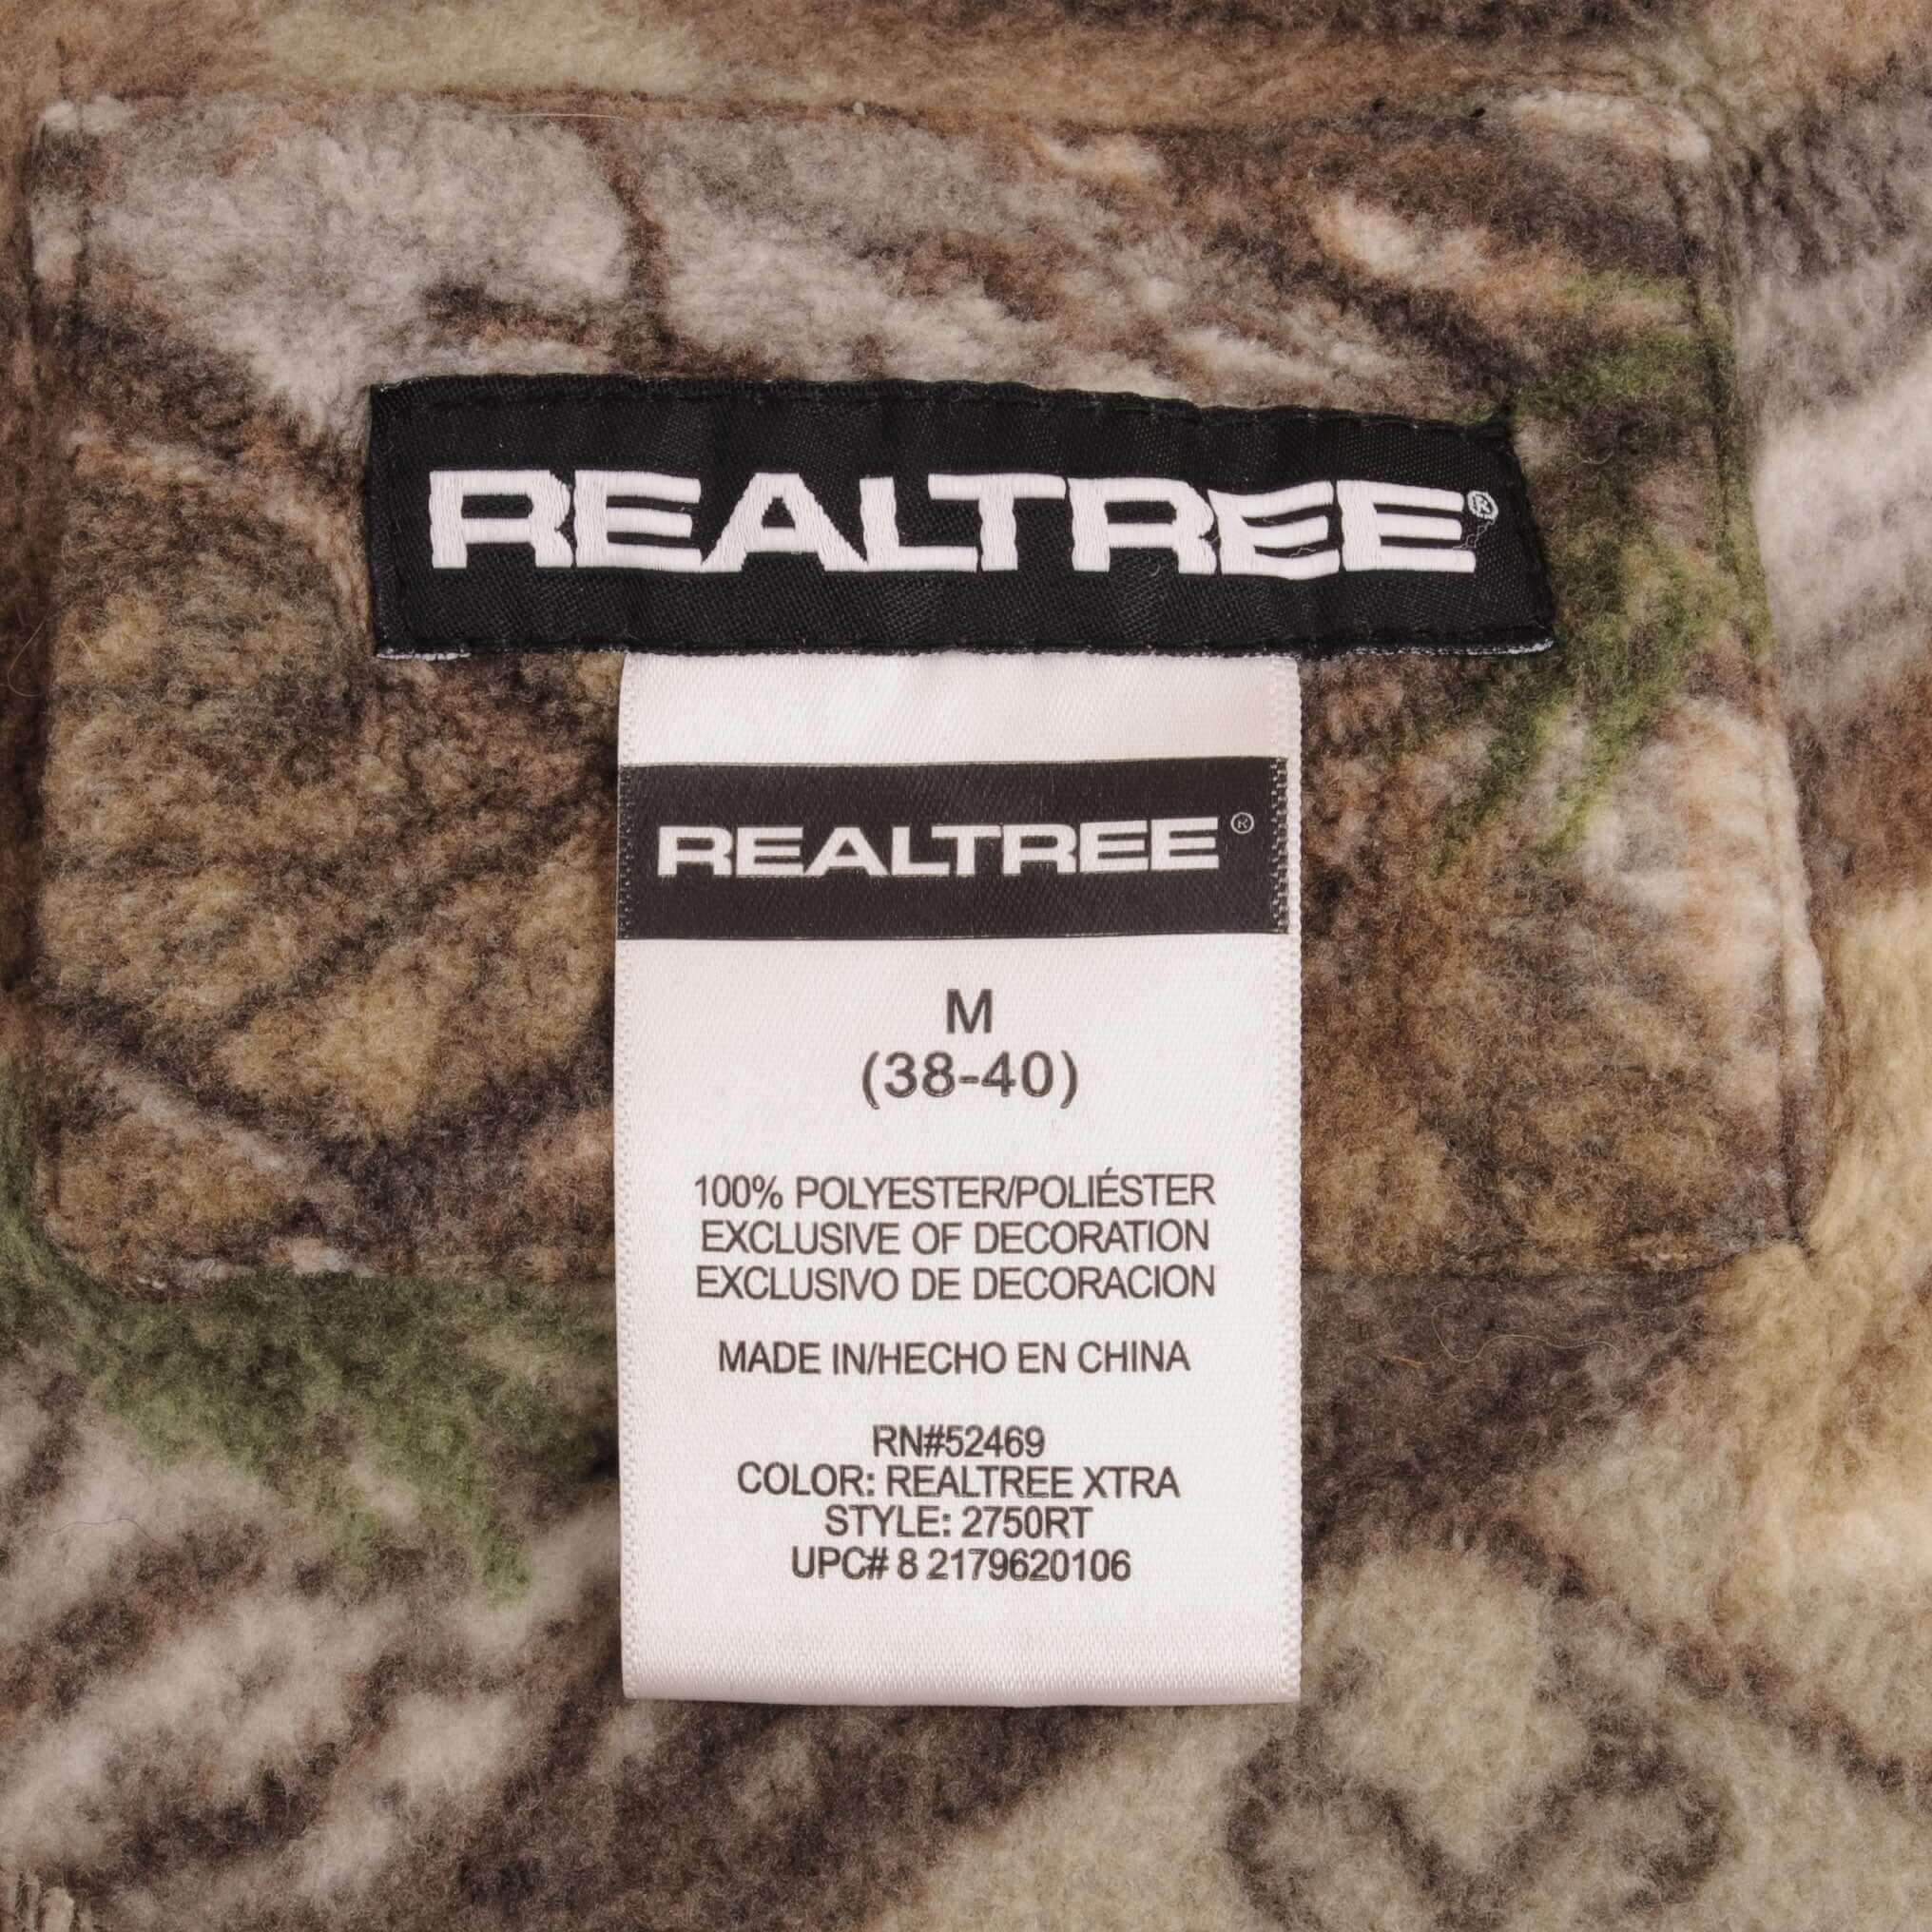 REALTREE®
REALTREE®
M
(38-40)
100% POLYESTER/POLIÉSTER
EXCLUSIVE OF DECORATION
EXCLUSIVO DE DECORACION
MADE IN/HECHO EN CHINA
RN#52469
COLOR: REALTREE XTRA
STYLE: 2750RT
UPC# 8 2179620106